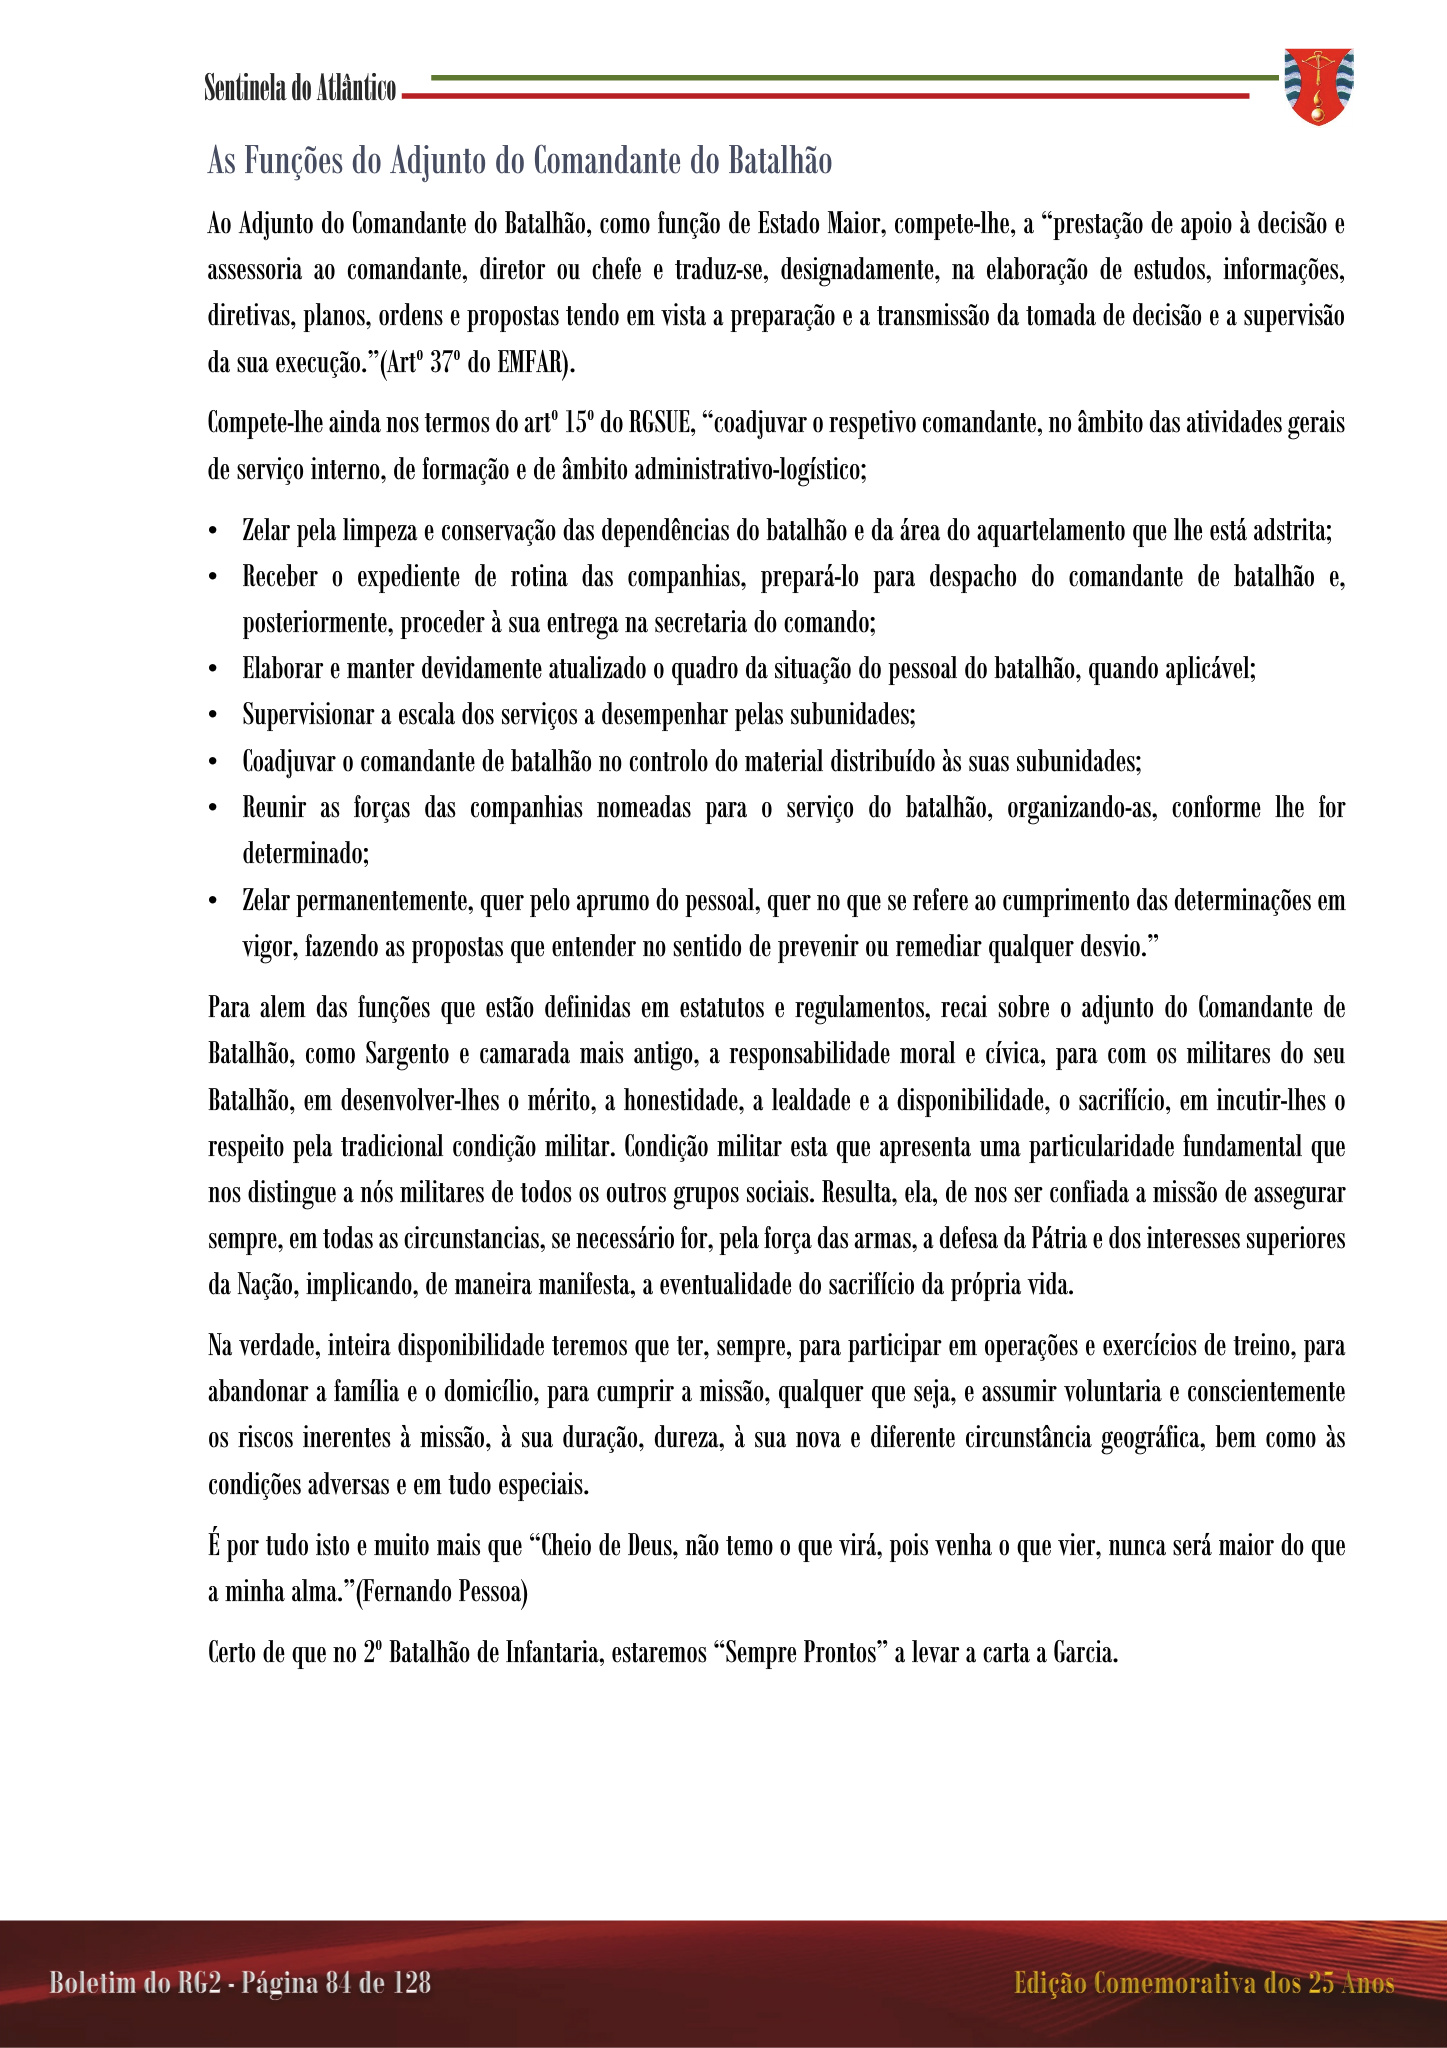 Sentinela do Atlântico
As Funções do Adjunto do Comandante do Batalhão
Ao Adjunto do Comandante do Batalhão, como função de Estado Maior, compete-lhe, a “prestação de apoio à decisão e
assessoria ao comandante, diretor ou chefe e traduz-se, designadamente, na elaboração de estudos, informações,
diretivas, planos, ordens e propostas tendo em vista a preparação e a transmissão da tomada de decisão e a supervisão
da sua execução.”(Artº 37º do EMFAR).
Compete-lhe ainda nos termos do artº 15º do RGSUE, “coadjuvar o respetivo comandante, no âmbito das atividades gerais
de serviço interno, de formação e de âmbito administrativo-logístico;
• Zelar pela limpeza e conservação das dependências do batalhão e da área do aquartelamento que lhe está adstrita;
• Receber o expediente de rotina das companhias, prepará-lo para despacho do comandante de batalhão e,
posteriormente, proceder à sua entrega na secretaria do comando;
• Elaborar e manter devidamente atualizado o quadro da situação do pessoal do batalhão, quando aplicável;
• Supervisionar a escala dos serviços a desempenhar pelas subunidades;
• Coadjuvar o comandante de batalhão no controlo do material distribuído às suas subunidades;
• Reunir as forças das companhias nomeadas para o serviço do batalhão, organizando-as, conforme lhe for
determinado;
• Zelar permanentemente, quer pelo aprumo do pessoal, quer no que se refere ao cumprimento das determinações em
vigor, fazendo as propostas que entender no sentido de prevenir ou remediar qualquer desvio.”
Para alem das funções que estão definidas em estatutos e regulamentos, recai sobre o adjunto do Comandante de
Batalhão, como Sargento e camarada mais antigo, a responsabilidade moral e cívica, para com os militares do seu
Batalhão, em desenvolver-lhes o mérito, a honestidade, a lealdade e a disponibilidade, o sacrifício, em incutir-lhes o
respeito pela tradicional condição militar. Condição militar esta que apresenta uma particularidade fundamental que
nos distingue a nós militares de todos os outros grupos sociais. Resulta, ela, de nos ser confiada a missão de assegurar
sempre, em todas as circunstancias, se necessário for, pela força das armas, a defesa da Pátria e dos interesses superiores
da Nação, implicando, de maneira manifesta, a eventualidade do sacrifício da própria vida.
Na verdade, inteira disponibilidade teremos que ter, sempre, para participar em operações e exercícios de treino, para
abandonar a família e o domicílio, para cumprir a missão, qualquer que seja, e assumir voluntaria e conscientemente
os riscos inerentes à missão, à sua duração, dureza, à sua nova e diferente circunstância geográfica, bem como às
condições adversas e em tudo especiais.
É por tudo isto e muito mais que “Cheio de Deus, não temo o que virá, pois venha o que vier, nunca será maior do que
a minha alma.”(Fernando Pessoa)
Certo de que no 2º Batalhão de Infantaria, estaremos “Sempre Prontos” a levar a carta a Garcia.
Boletim do RG2 - Página 84 de 128
Edição Comemorativa dos 25 Anos